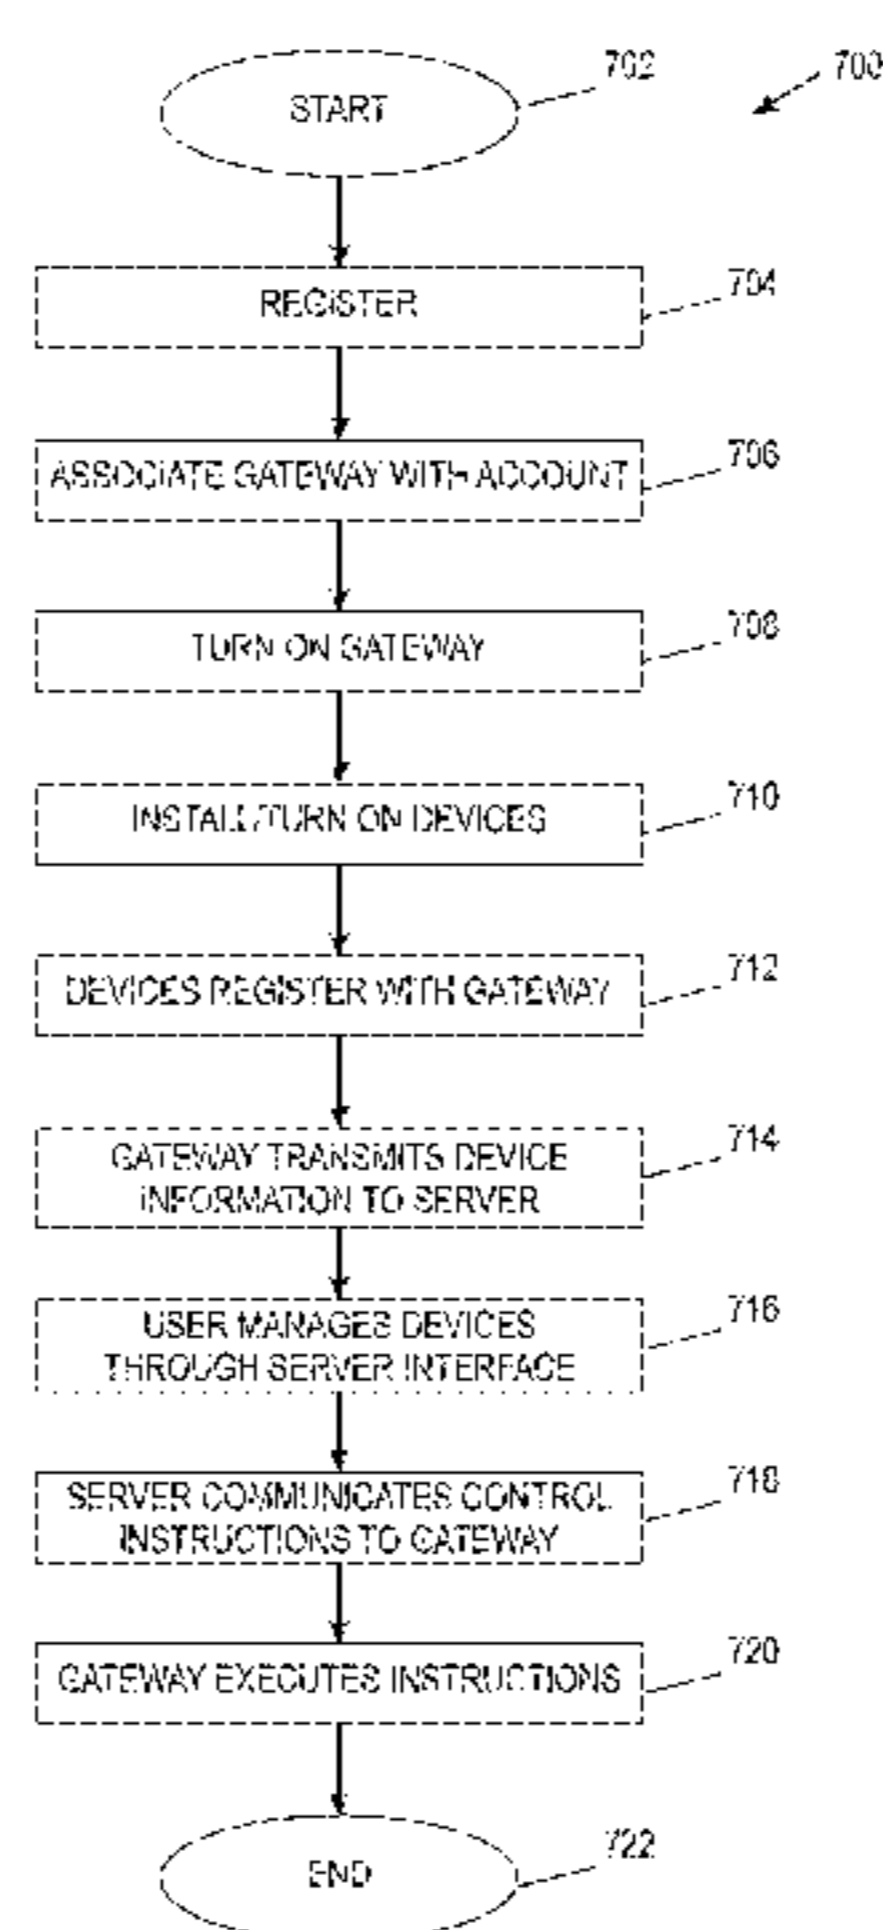 702
700
START
REGISTER
704
ASSOCIATE GATEWAY WITH ACCOUNT
706
TURN ON GATEWAY
708
INSTALL/TURN ON DEVICES
710
DEVICES REGISTER WITH GATEWAY
712
GATEWAY TRANSMITS DEVICE
INFORMATION TO SERVER
714
USER MANAGES DEVICES
THROUGH SERVER INTERFACE
716
SERVER COMMUNICATES CONTROL
INSTRUCTIONS TO GATEWAY
718
GATEWAY EXECUTES INSTRUCTIONS
720
END
722